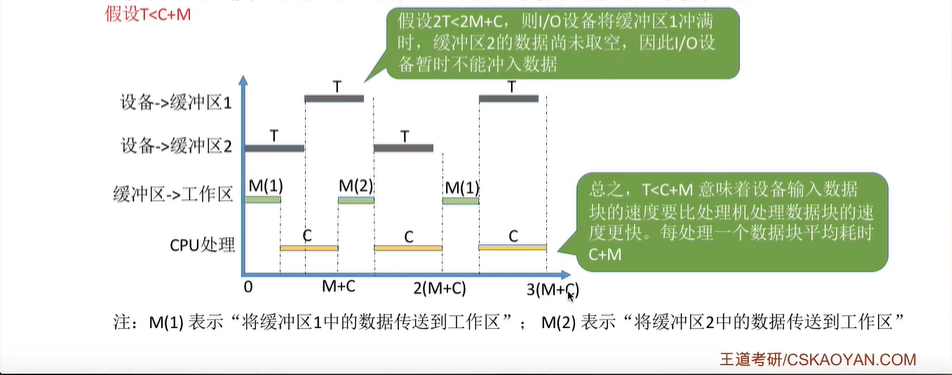 假设T<C+M
假设2T<2M+C，则I/O设备将缓冲区1冲满
时，缓冲区2的数据尚未取空，因此I/O设
备暂时不能冲入数据
设备->缓冲区1
T
T
设备->缓冲区2
T
T
缓冲区->工作区
M(1)
M(2)
M(1)
CPU处理
C
C
C
总之，T<C+M 意味着设备输入数据
块的速度要比处理机处理数据块的速
度更快。每处理一个数据块平均耗时
C+M
0
M+C
2(M+C)
3(M+C)
注：M(1) 表示“将缓冲区1中的数据传送到工作区”； M(2) 表示“将缓冲区2中的数据传送到工作区”
王道考研/CSKAOYAN.COM